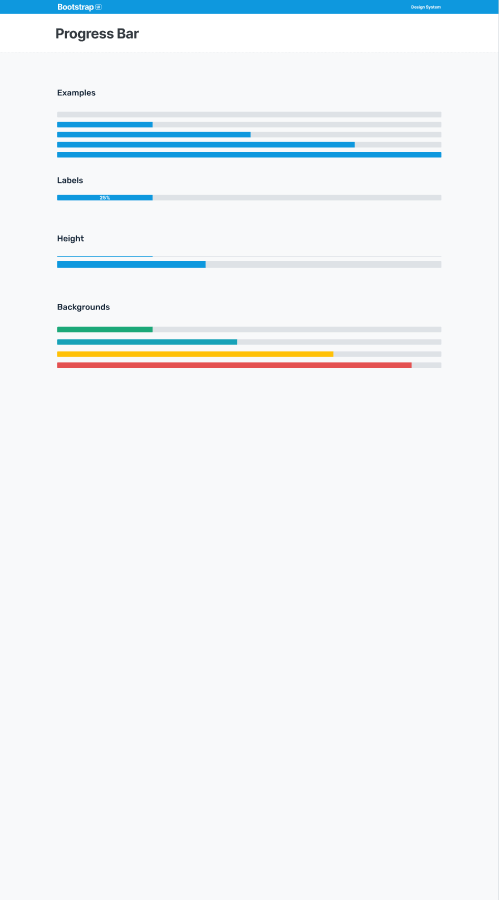 Bootstrap
Design System
Progress Bar
Examples
Labels
25%
Height
Backgrounds